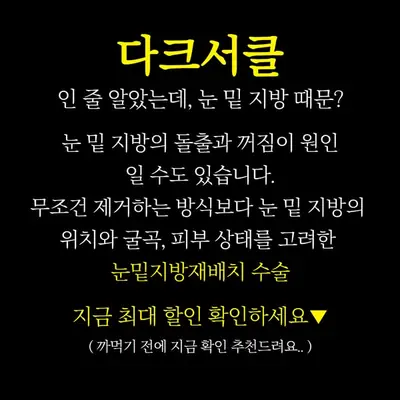 다크서클
인 줄 알았는데, 눈 밑 지방 때문?
눈 밑 지방의 돌출과 꺼짐이 원인
일 수도 있습니다.
무조건 제거하는 방식보다 눈 밑 지방의
위치와 굴곡, 피부 상태를 고려한
눈밑지방재배치 수술
지금 최대 할인 확인하세요▼
( 까먹기 전에 지금 확인 추천드려요.. )